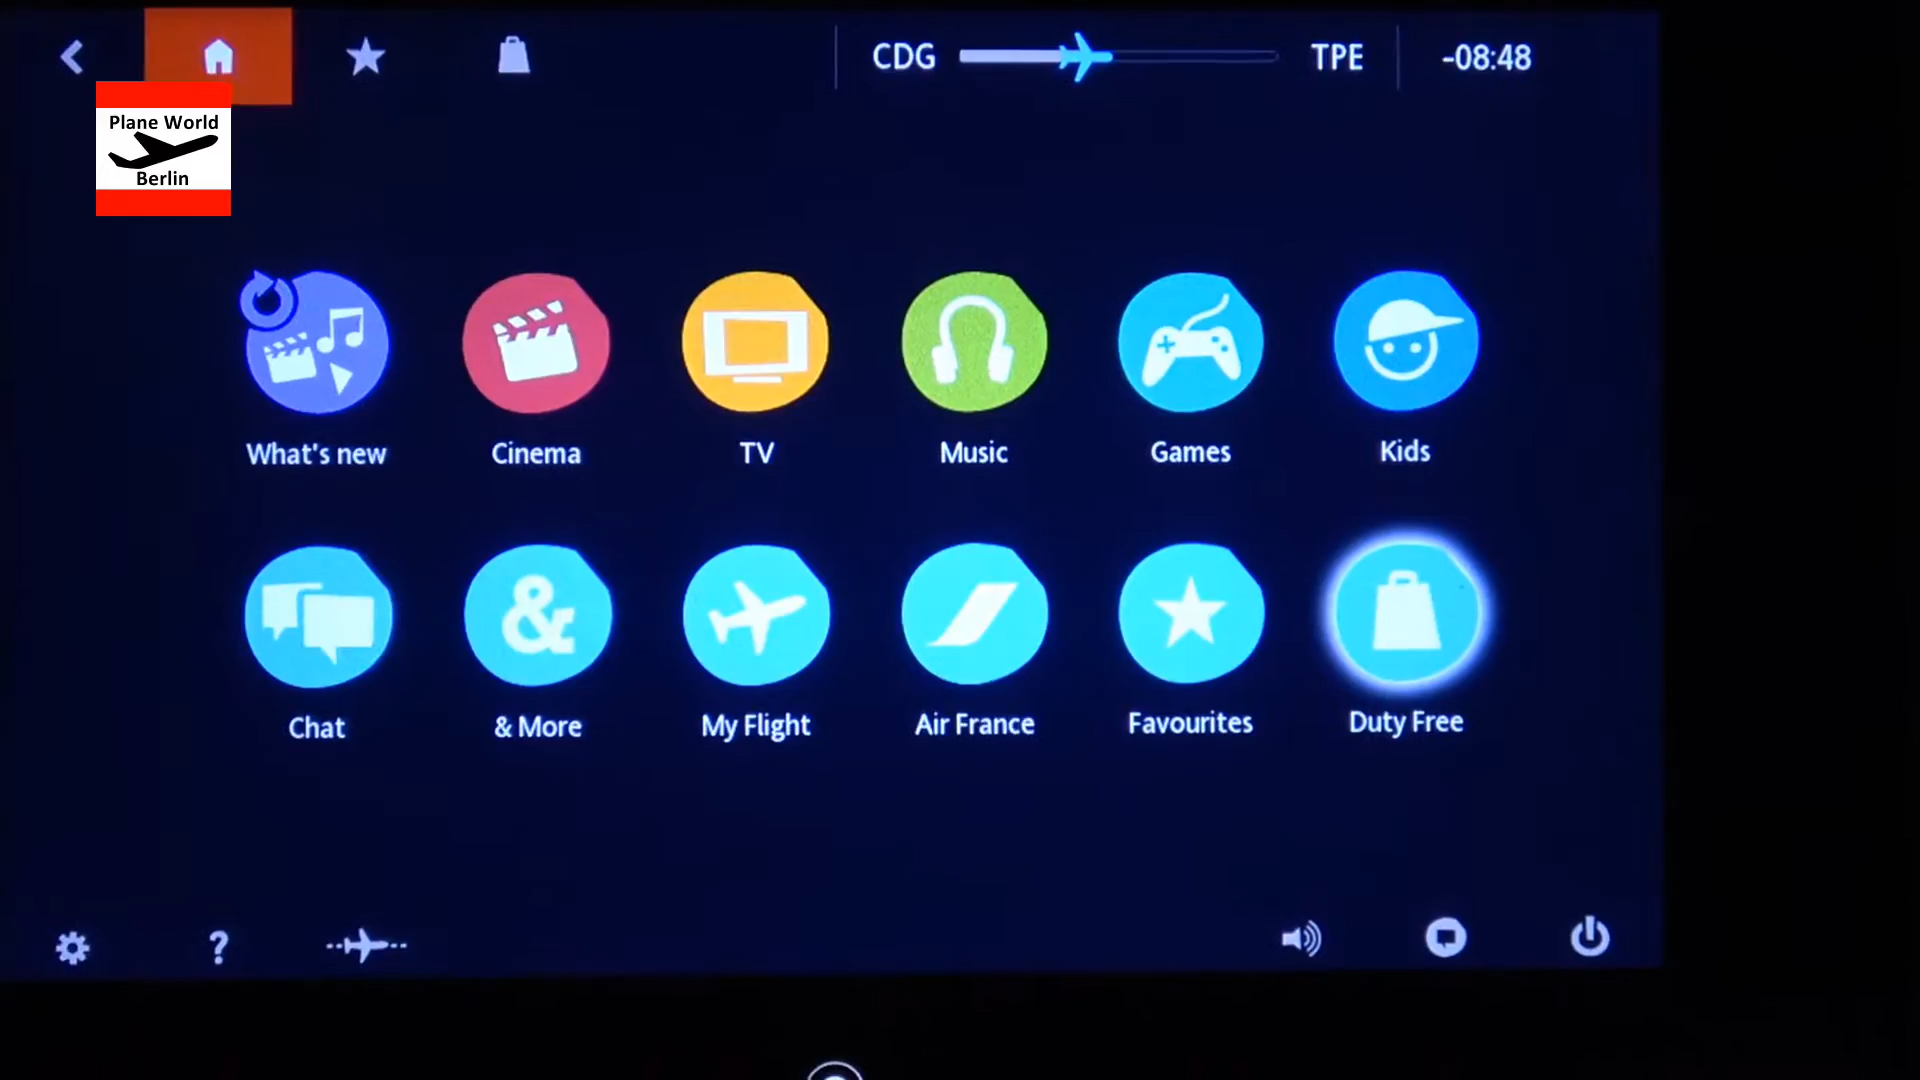 CDG TPE -08:48
Plane World
Berlin
What's new
Cinema
TV
Music
Games
Kids
Chat
& More
My Flight
Air France
Favourites
Duty Free
?